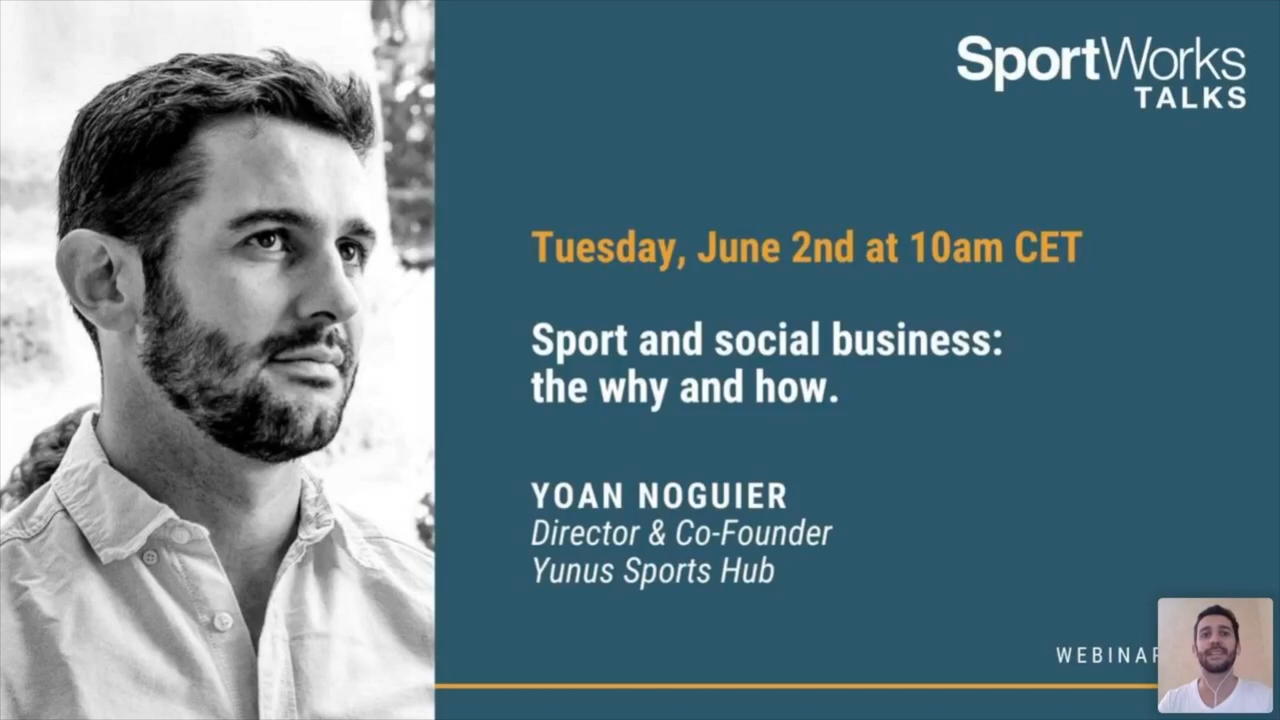 SportWorks
TALKS
Tuesday, June 2nd at 10am CET
Sport and social business:
the why and how.
YOAN NOGUIER
Director & Co-Founder
Yunus Sports Hub